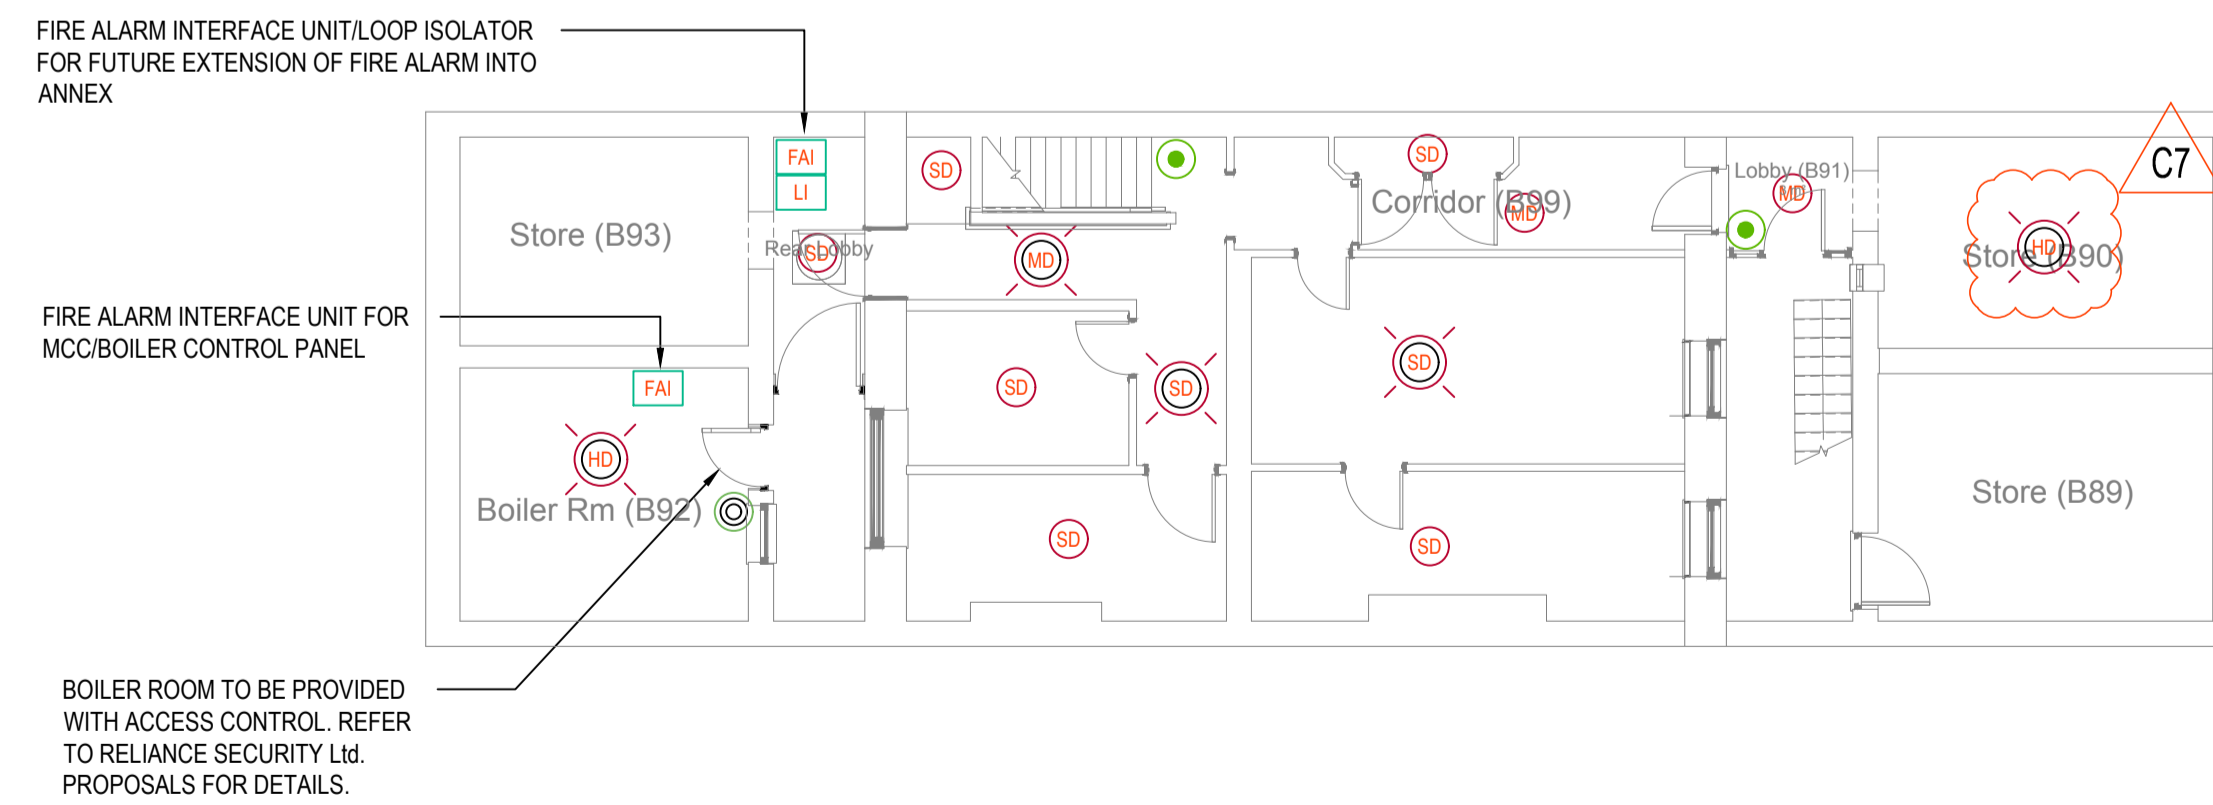 FIRE ALARM INTERFACE UNIT/LOOP ISOLATOR
FOR FUTURE EXTENSION OF FIRE ALARM INTO
ANNEX
FAI
LI
SD
SD
MD
Lobby (B91)
MD
C7
Corridor (B99)
Store (B93)
Rear Lobby
SD
MD
HD
Store (B90)
FIRE ALARM INTERFACE UNIT FOR
MCC/BOILER CONTROL PANEL
FAI
SD
SD
SD
HD
Boiler Rm (B92)
Store (B89)
SD
SD
BOILER ROOM TO BE PROVIDED
WITH ACCESS CONTROL. REFER
TO RELIANCE SECURITY Ltd.
PROPOSALS FOR DETAILS.